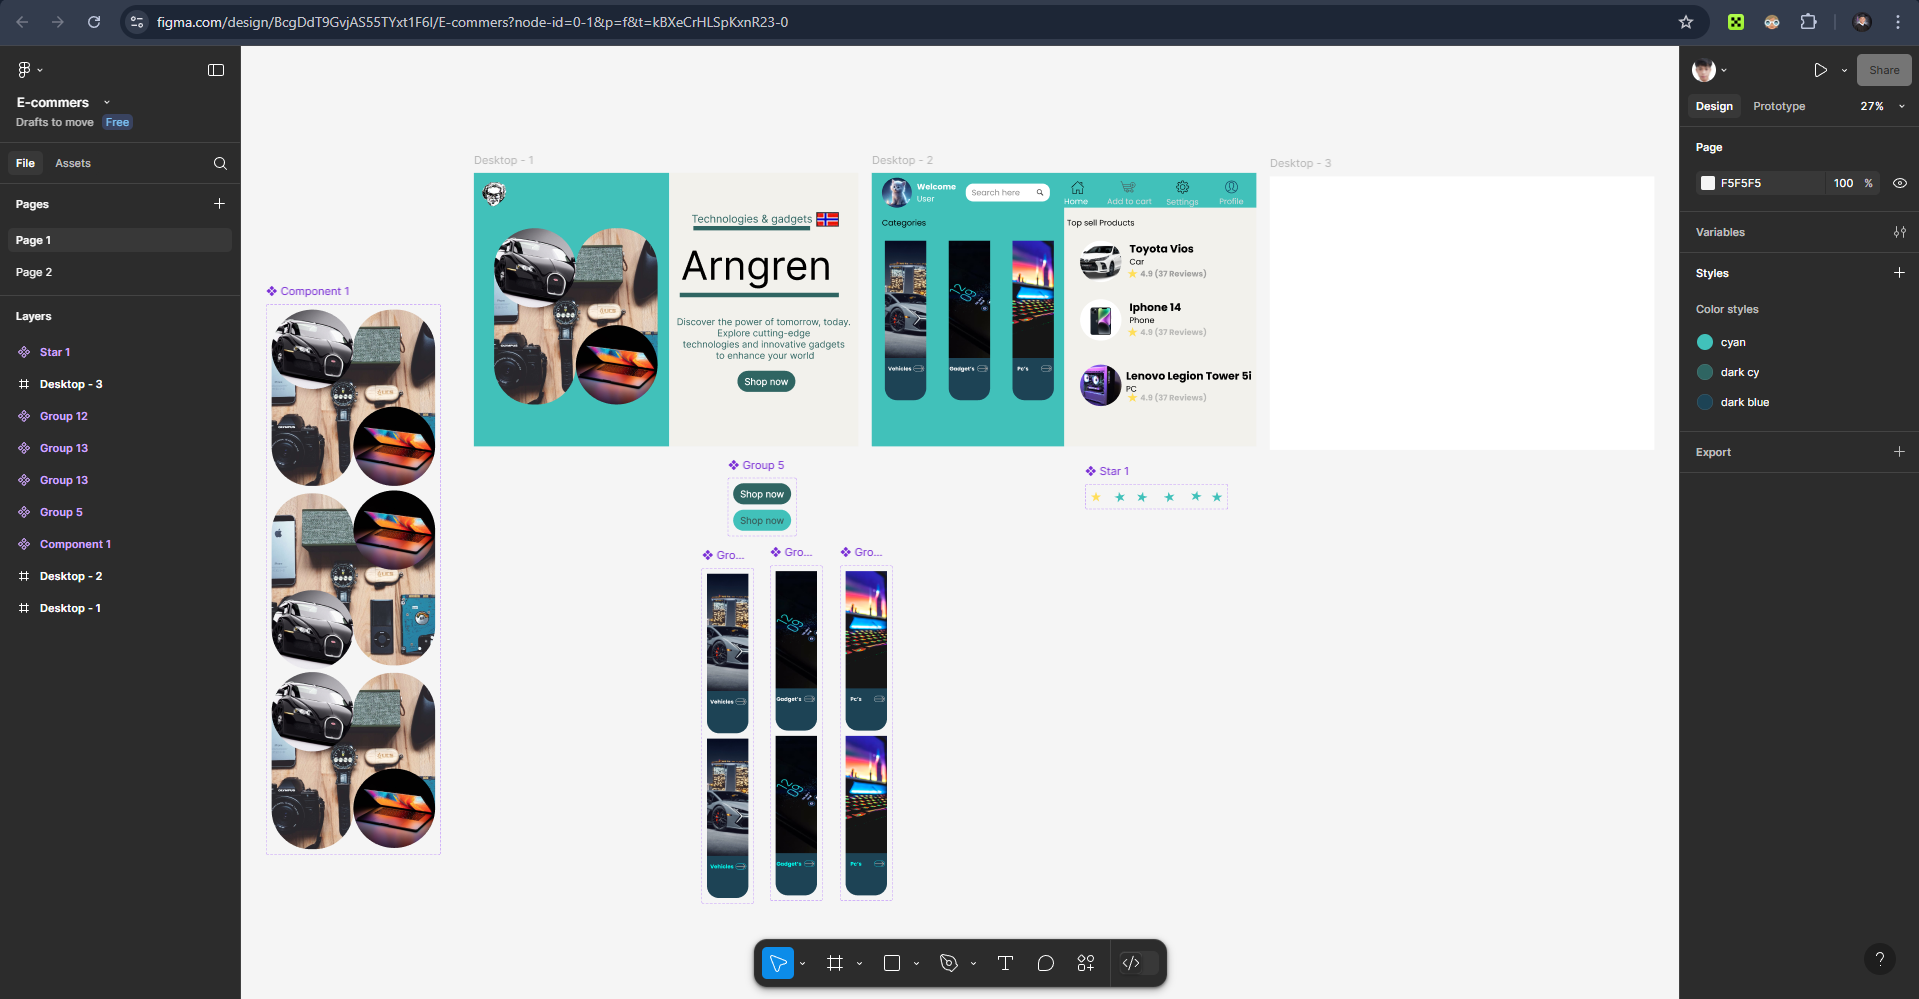 figma.com/design/BcgDdT9GvjAS55TYxt1F6I/E-commers?node-id=0-1&p=f&t=kBXeCrHLSpKxnR23-0
E-commers
Drafts to move Free
File Assets
Pages
Page 1
Page 2
Layers
Star 1
Desktop - 3
Group 12
Group 13
Group 13
Group 5
Component 1
Desktop - 2
Desktop - 1
Component 1
Desktop - 1
Technologies & gadgets
Arngren
Discover the power of tomorrow, today.
Explore cutting-edge
technologies and innovative gadgets
to enhance your world
Shop now
Desktop - 2
Welcome
User
Search here
Home
Add to cart
Settings
Profile
Categories
Vehicles
Gadget's
Pc's
Top sell Products
Toyota Vios
Car
4.9 (37 Reviews)
Iphone 14
Phone
4.9 (37 Reviews)
Lenovo Legion Tower 5i
PC
4.9 (37 Reviews)
Desktop - 3
Group 5
Shop now
Shop now
Star 1
Gro...
Gro...
Gro...
Vehicles
Gadget's
Pc's
Vehicles
Gadget's
Pc's
Share
Design Prototype 27%
Page
F5F5F5 100 %
Variables
Styles
Color styles
cyan
dark cy
dark blue
Export
?